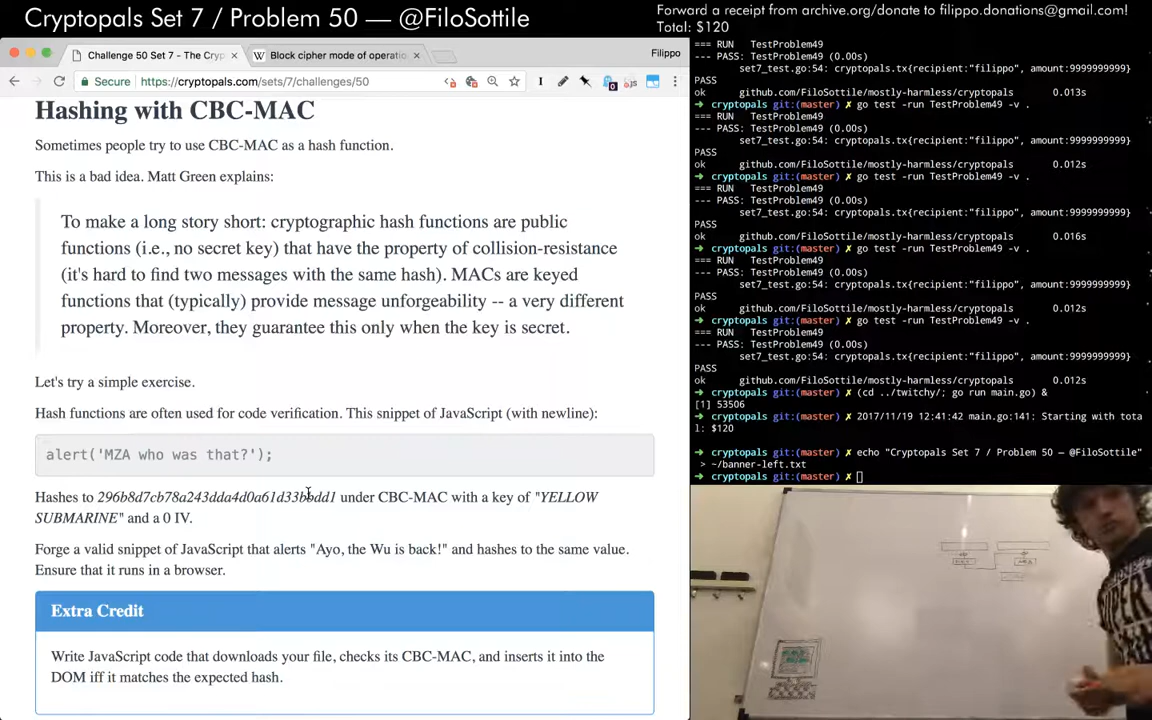 Cryptopals Set 7 / Problem 50 — @FiloSottile
Forward a receipt from archive.org/donate to filippo.donations@gmail.com!
Total: $120
Challenge 50 Set 7 - The Cryp
Block cipher mode of operatio
Filippo
Secure
https://cryptopals.com/sets/7/challenges/50
Hashing with CBC-MAC
Sometimes people try to use CBC-MAC as a hash function.
This is a bad idea. Matt Green explains:
To make a long story short: cryptographic hash functions are public
functions (i.e., no secret key) that have the property of collision-resistance
(it's hard to find two messages with the same hash). MACs are keyed
functions that (typically) provide message unforgeability -- a very different
property. Moreover, they guarantee this only when the key is secret.
Let's try a simple exercise.
Hash functions are often used for code verification. This snippet of JavaScript (with newline):
alert('MZA who was that?');
Hashes to 296b8d7cb78a243dda4d0a61d33bbdd1 under CBC-MAC with a key of "YELLOW
SUBMARINE" and a 0 IV.
Forge a valid snippet of JavaScript that alerts "Ayo, the Wu is back!" and hashes to the same value.
Ensure that it runs in a browser.
Extra Credit
Write JavaScript code that downloads your file, checks its CBC-MAC, and inserts it into the
DOM iff it matches the expected hash.
=== RUN   TestProblem49
--- PASS: TestProblem49 (0.00s)
set7_test.go:54: cryptopals.tx{recipient:"filippo", amount:9999999999}
PASS
ok      github.com/FiloSottile/mostly-harmless/cryptopals      0.013s
➜ cryptopals git:(master) ✗ go test -run TestProblem49 -v .
=== RUN   TestProblem49
--- PASS: TestProblem49 (0.00s)
set7_test.go:54: cryptopals.tx{recipient:"filippo", amount:9999999999}
PASS
ok      github.com/FiloSottile/mostly-harmless/cryptopals      0.012s
➜ cryptopals git:(master) ✗ go test -run TestProblem49 -v .
=== RUN   TestProblem49
--- PASS: TestProblem49 (0.00s)
set7_test.go:54: cryptopals.tx{recipient:"filippo", amount:9999999999}
PASS
ok      github.com/FiloSottile/mostly-harmless/cryptopals      0.016s
➜ cryptopals git:(master) ✗ go test -run TestProblem49 -v .
=== RUN   TestProblem49
--- PASS: TestProblem49 (0.00s)
set7_test.go:54: cryptopals.tx{recipient:"filippo", amount:9999999999}
PASS
ok      github.com/FiloSottile/mostly-harmless/cryptopals      0.012s
➜ cryptopals git:(master) ✗ go test -run TestProblem49 -v .
=== RUN   TestProblem49
--- PASS: TestProblem49 (0.00s)
set7_test.go:54: cryptopals.tx{recipient:"filippo", amount:9999999999}
PASS
ok      github.com/FiloSottile/mostly-harmless/cryptopals      0.012s
➜ cryptopals git:(master) ✗ (cd ../twitchy/; go run main.go) &
[1] 53506
➜ cryptopals git:(master) ✗ 2017/11/19 12:41:42 main.go:141: Starting with tota
l: $120
➜ cryptopals git:(master) ✗ echo "Cryptopals Set 7 / Problem 50 — @FiloSottile"
> ~/banner-left.txt
➜ cryptopals git:(master) ✗